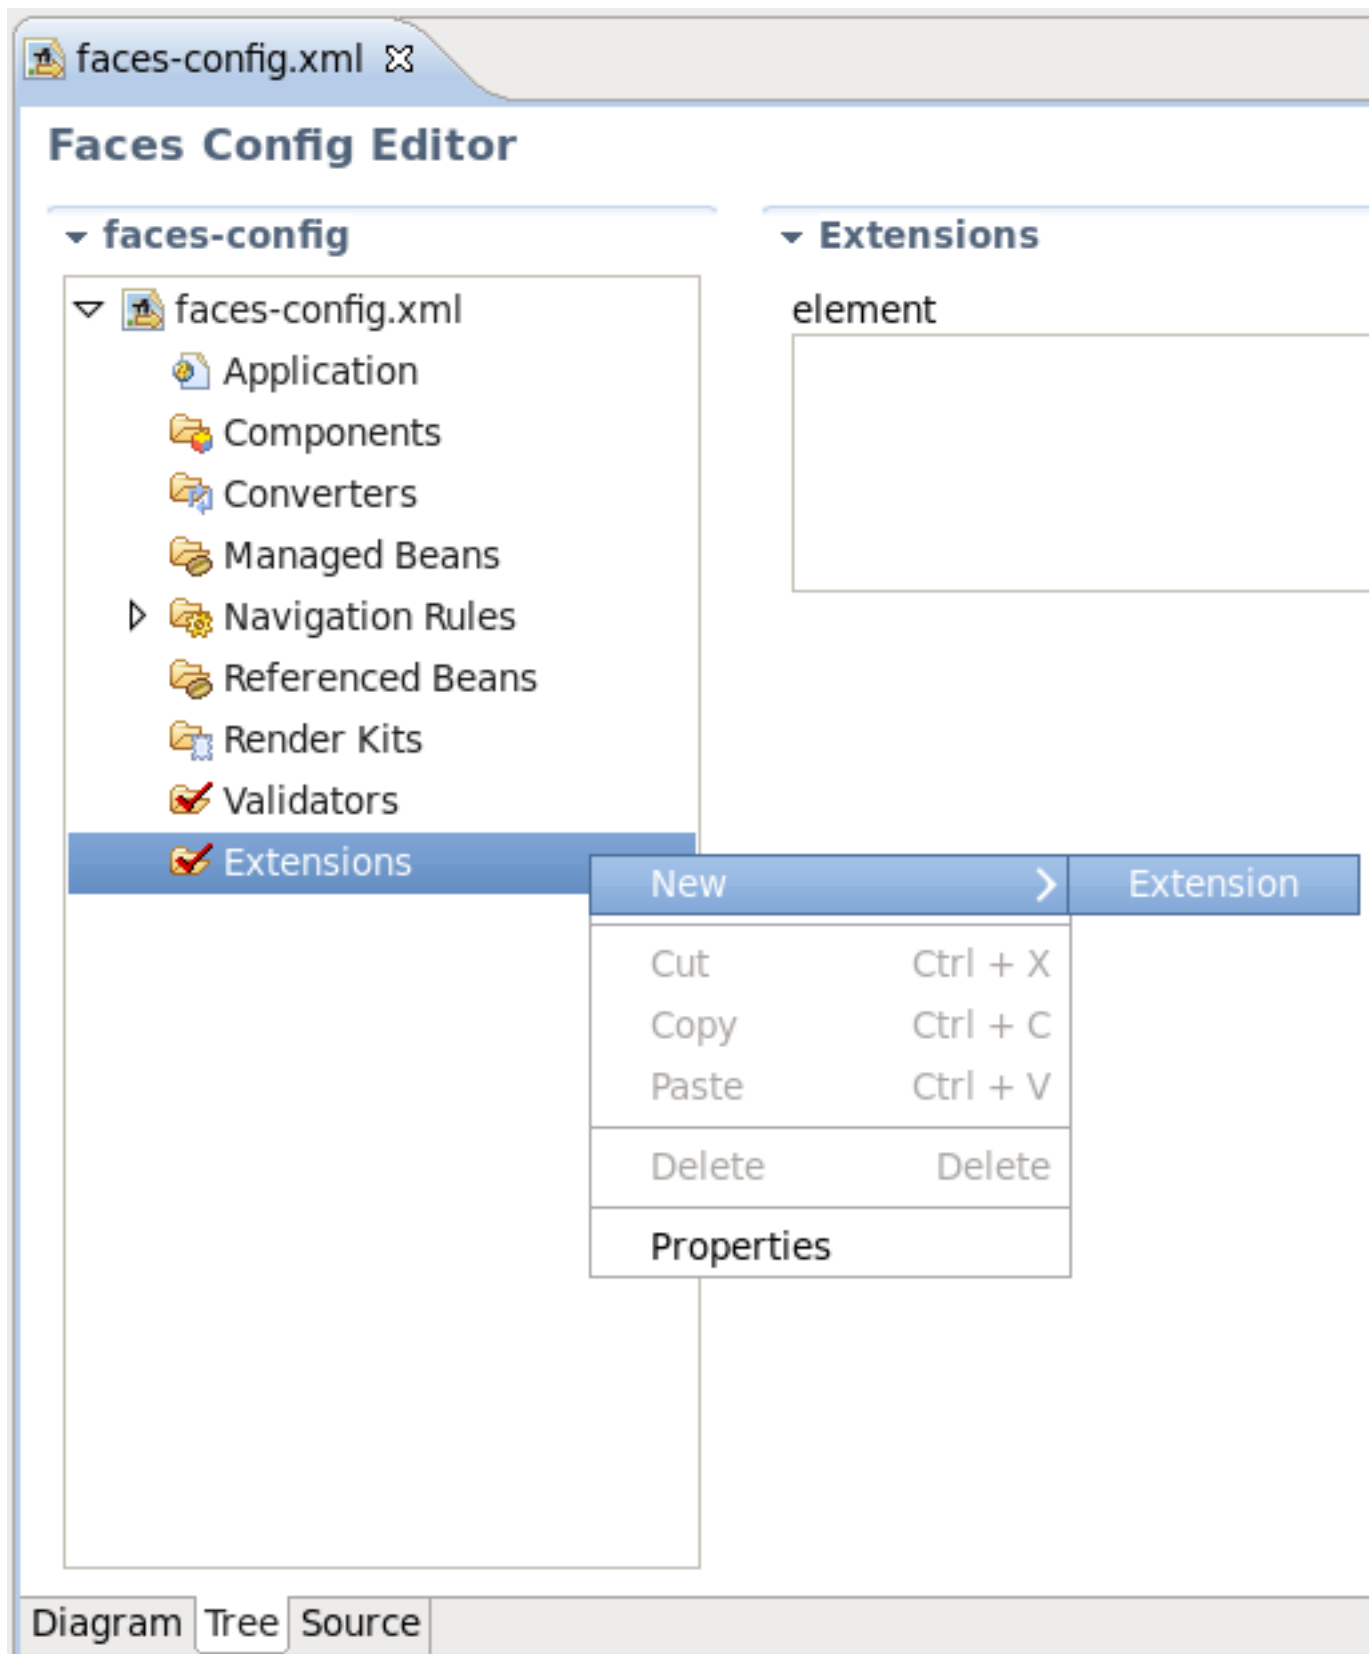 faces-config.xml
Faces Config Editor
faces-config
Extensions
faces-config.xml
element
Application
Components
Converters
Managed Beans
Navigation Rules
Referenced Beans
Render Kits
Validators
Extensions
New
Extension
Cut Ctrl + X
Copy Ctrl + C
Paste Ctrl + V
Delete Delete
Properties
Diagram Tree Source